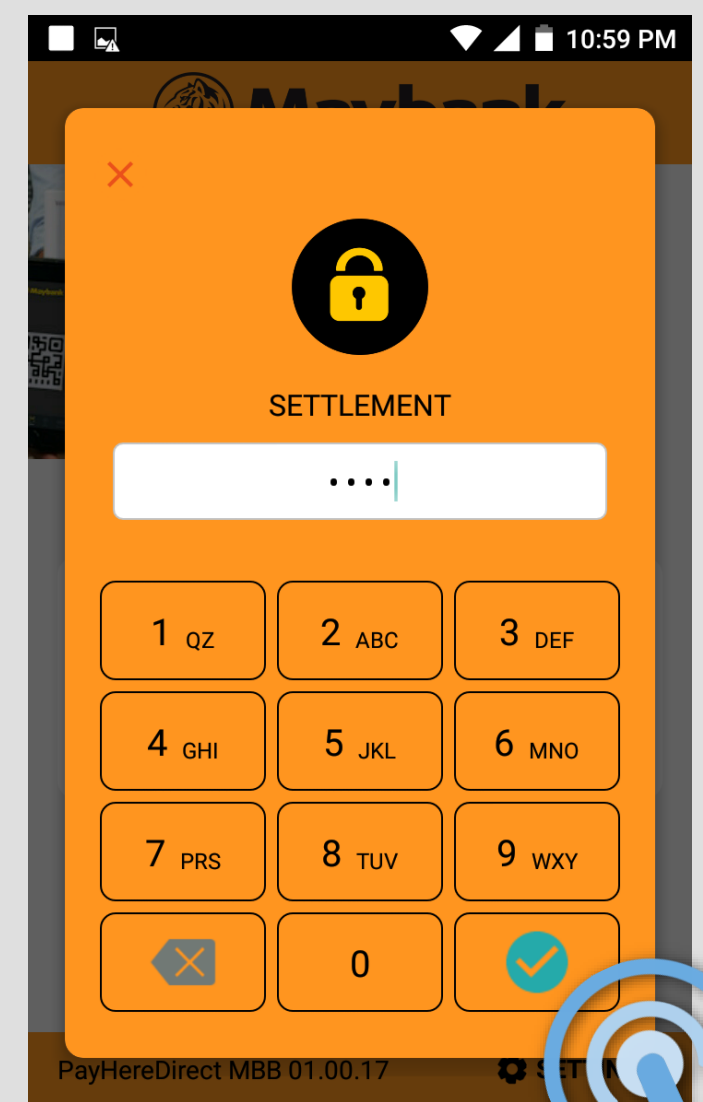 10:59 PM
Maybank
SETTLEMENT
••••
1 QZ
2 ABC
3 DEF
4 GHI
5 JKL
6 MNO
7 PRS
8 TUV
9 WXY
0
PayHereDirect MBB 01.00.17